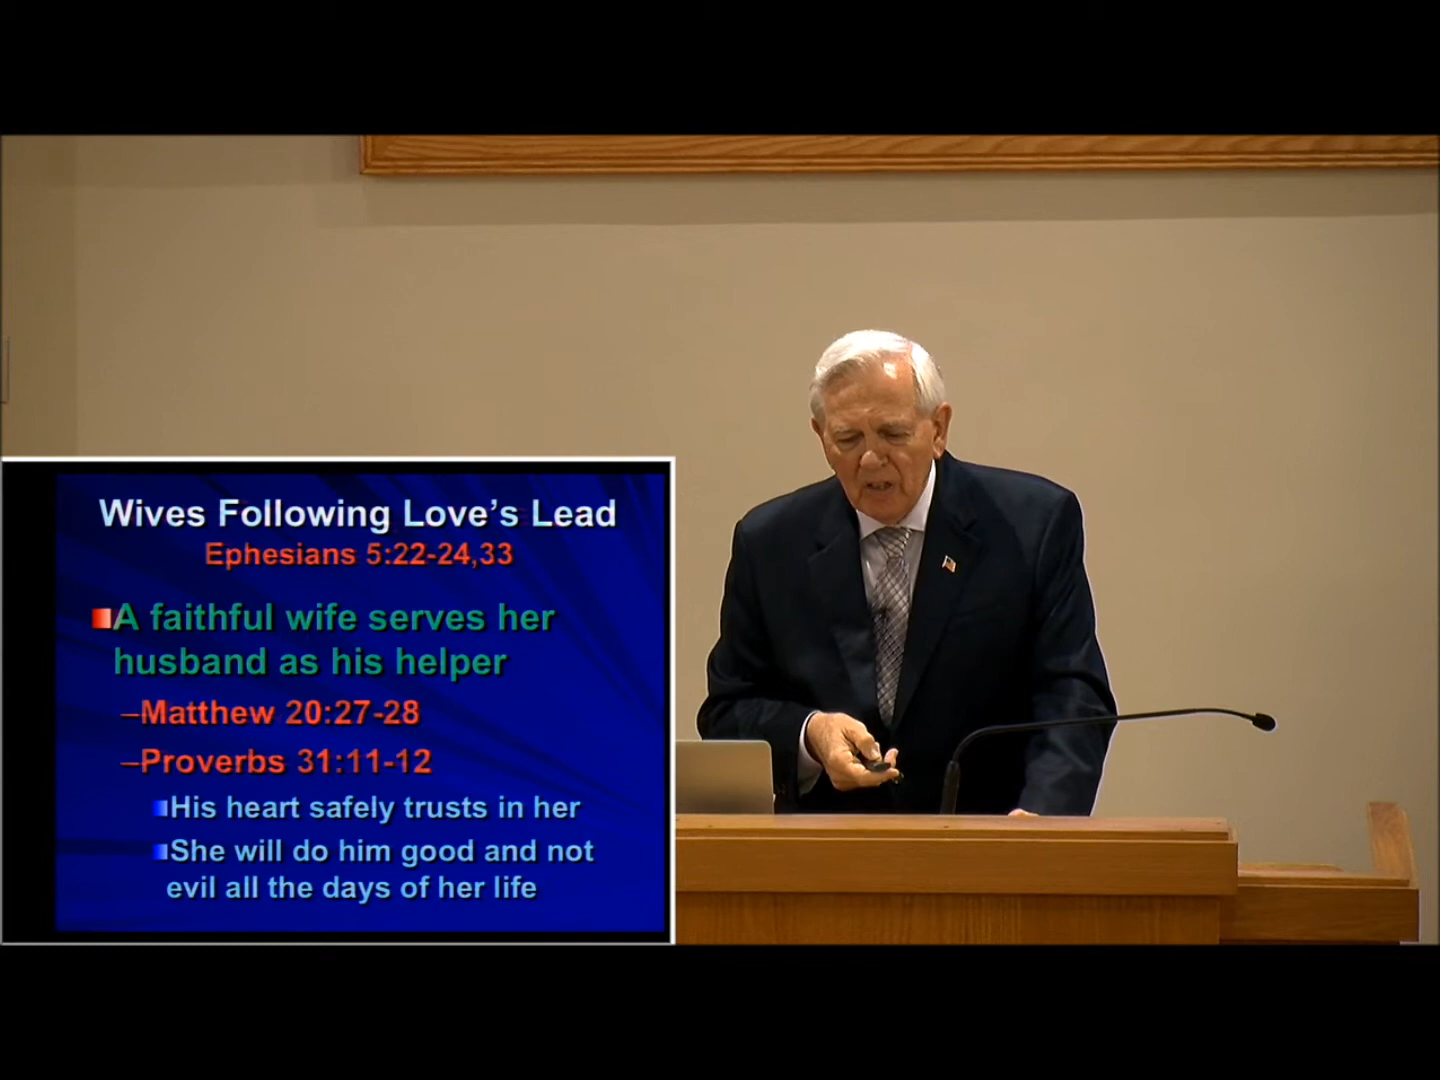 Wives Following Love's Lead
Ephesians 5:22-24,33
A faithful wife serves her
husband as his helper
–Matthew 20:27-28
–Proverbs 31:11-12
His heart safely trusts in her
She will do him good and not
evil all the days of her life